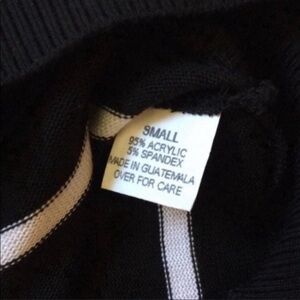 SMALL
95% ACRYLIC
5% SPANDEX
MADE IN GUATEMALA
OVER FOR CARE